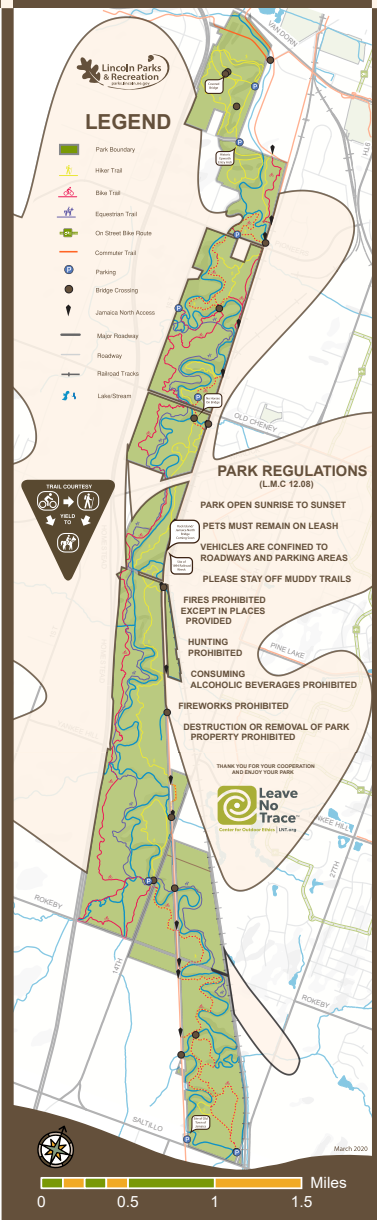 Lincoln Parks
& Recreation
parks.lincoln.ne.gov
LEGEND
Park Boundary
Hiker Trail
Bike Trail
Equestrian Trail
On Street Bike Route
Commuter Trail
P
Parking
Bridge Crossing
Jamaica North Access
Major Roadway
Roadway
Railroad Tracks
Lake/Stream
VAN DORN
9TH
OLD CHENEY
TRAIL COURTESY
YIELD
TO
PARK REGULATIONS
(L.M.C 12.08)
PARK OPEN SUNRISE TO SUNSET
PETS MUST REMAIN ON LEASH
VEHICLES ARE CONFINED TO
ROADWAYS AND PARKING AREAS
PLEASE STAY OFF MUDDY TRAILS
FIRES PROHIBITED
EXCEPT IN PLACES
PROVIDED
HUNTING
PROHIBITED
PINE LAKE
CONSUMING
ALCOHOLIC BEVERAGES PROHIBITED
FIREWORKS PROHIBITED
DESTRUCTION OR REMOVAL OF PARK
PROPERTY PROHIBITED
THANK YOU FOR YOUR COOPERATION
AND ENJOY YOUR PARK
Leave
No
Trace™
Center for Outdoor Ethics | LNT.org
27TH
ROKEBY
14TH
ROKEBY
SALTILLO
March 2020
Miles
0 0.5 1 1.5